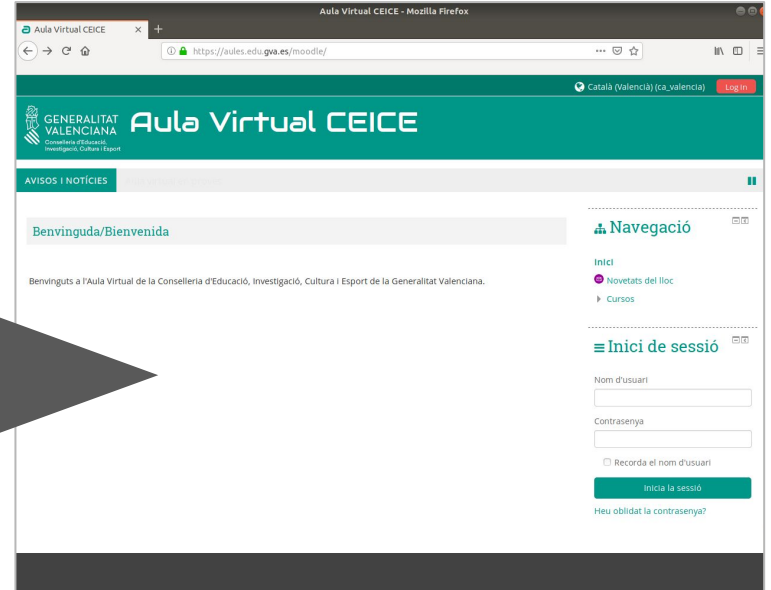 Aula Virtual CEICE - Mozilla Firefox
Aula Virtual CEICE
https://aules.edu.gva.es/moodle/
Català (Valencià) (ca_valencia)
Log in
GENERALITAT
VALENCIANA
Conselleria d'Educació,
Investigació, Cultura i Esport
Aula Virtual CEICE
AVISOS I NOTÍCIES
Benvinguda/Bienvenida
Benvinguts a l'Aula Virtual de la Conselleria d'Educació, Investigació, Cultura i Esport de la Generalitat Valenciana.
Navegació
Inici
Novetats del lloc
Cursos
Inici de sessió
Nom d'usuari
Contrasenya
Recorda el nom d'usuari
Inicia la sessió
Heu oblidat la contrasenya?